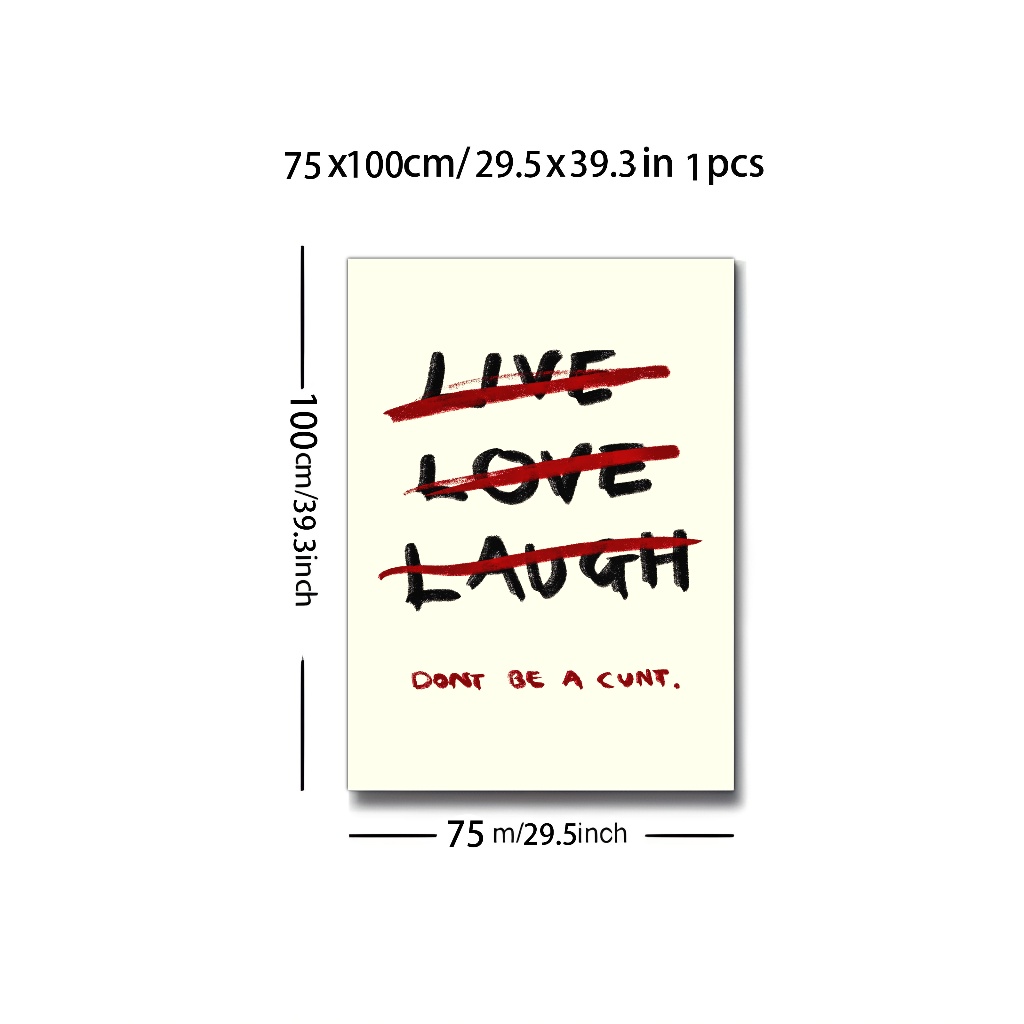 75x100cm/29.5x39.3in 1pcs
100cm/39.3inch
LIVE
LOVE
LAUGH
DONT BE A CUNT.
75 m/29.5inch